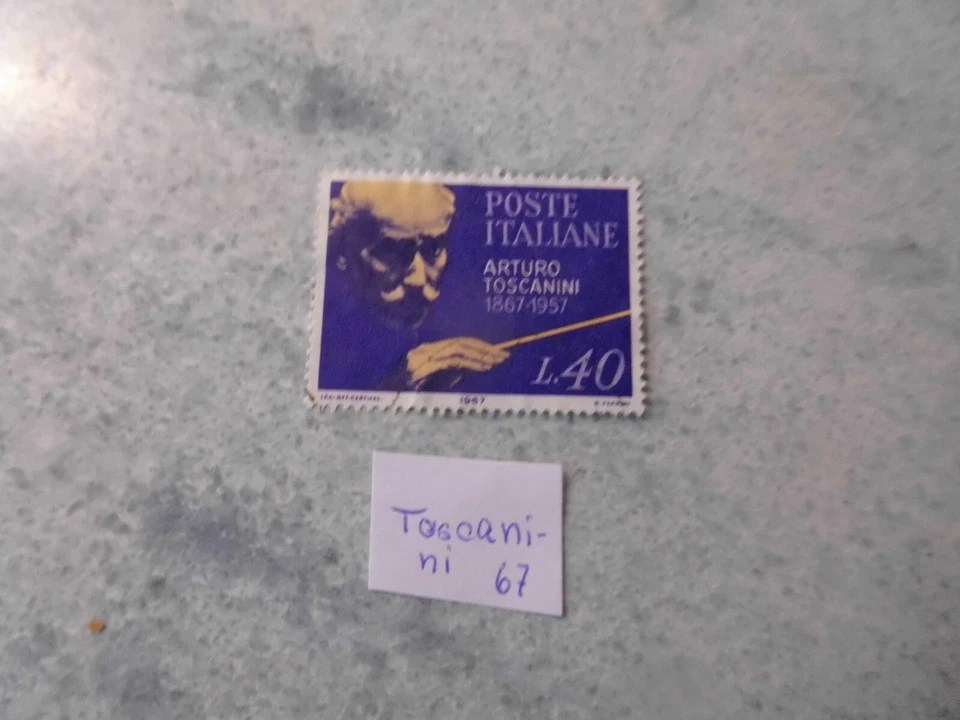 POSTE
ITALIANE
ARTURO
TOSCANINI
1867-1957
L.40
1967
Toscani-
ni 67